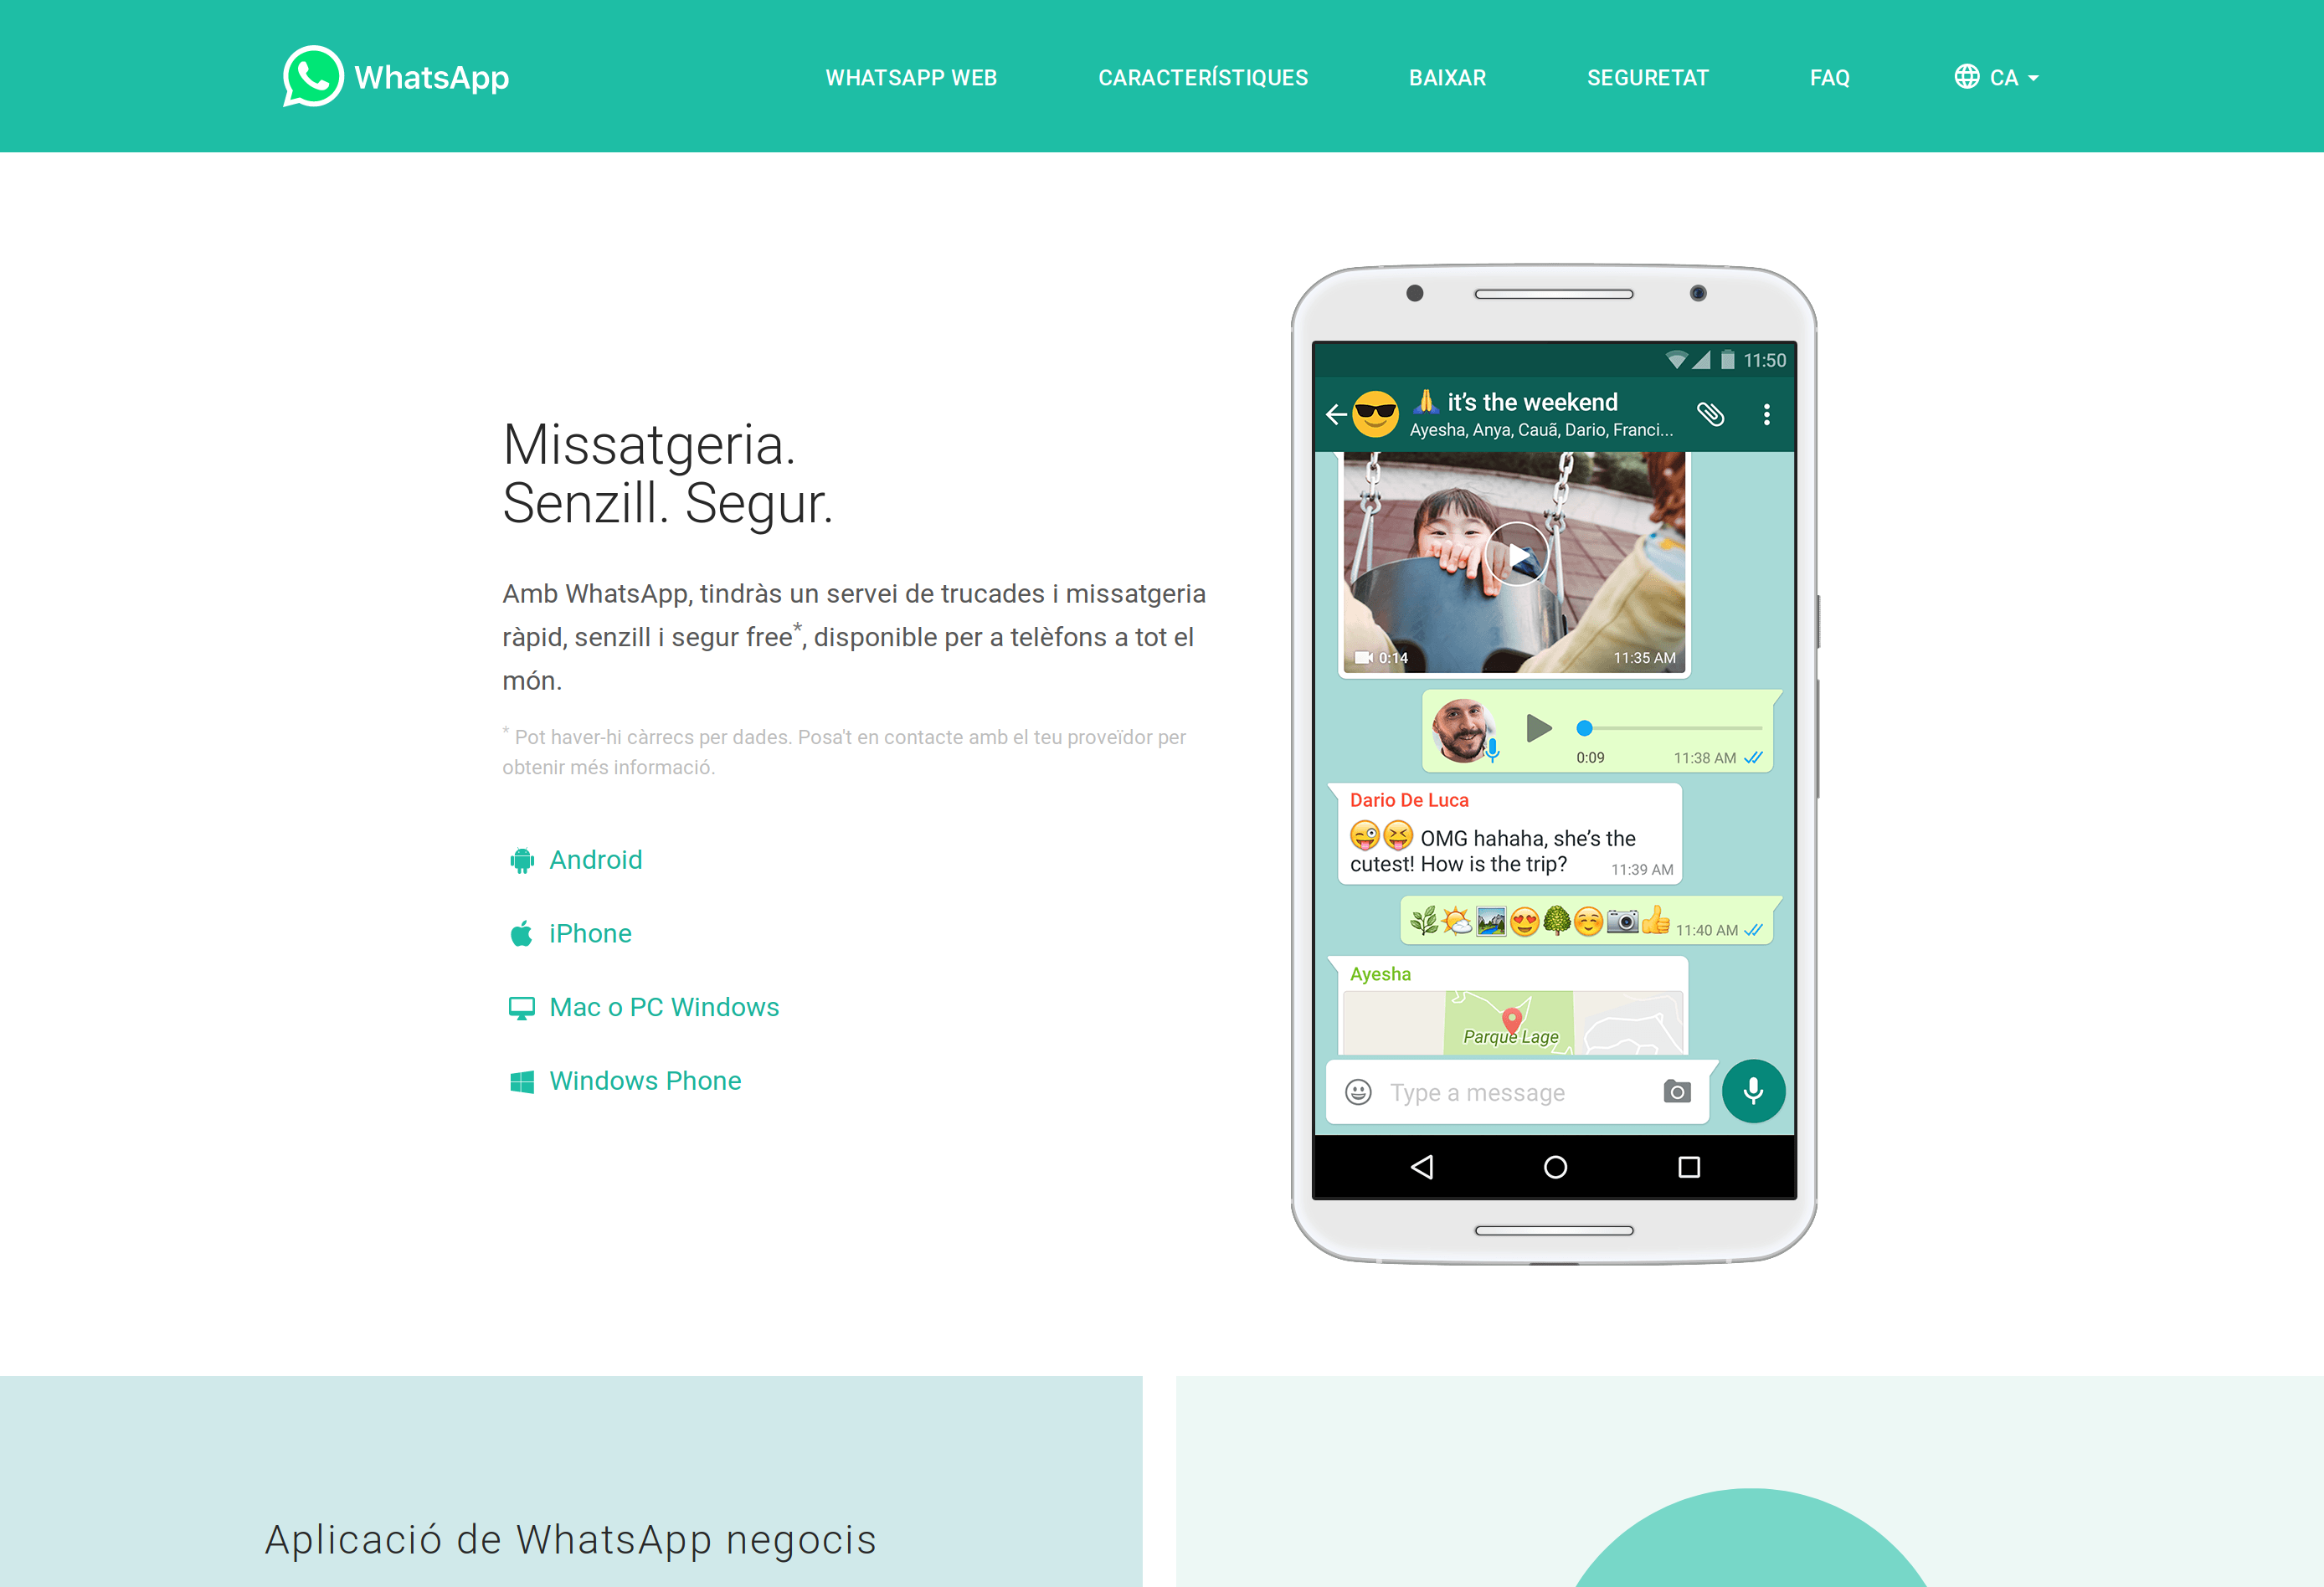 WhatsApp
WHATSAPP WEB
CARACTERÍSTIQUES
BAIXAR
SEGURETAT
FAQ
CA
Missatgeria.
Senzill. Segur.
Amb WhatsApp, tindràs un servei de trucades i missatgeria
ràpid, senzill i segur free*, disponible per a telèfons a tot el
món.
* Pot haver-hi càrrecs per dades. Posa't en contacte amb el teu proveïdor per
obtenir més informació.
Android
iPhone
Mac o PC Windows
Windows Phone
11:50
🙏 it’s the weekend
Ayesha, Anya, Cauã, Dario, Franci...
0:14
11:35 AM
0:09
11:38 AM
Dario De Luca
😜😝 OMG hahaha, she’s the
cutest! How is the trip?
11:39 AM
🌿🌤🏞😍🌳☺📷👍 11:40 AM
Ayesha
Parque Lage
Type a message
Aplicació de WhatsApp negocis